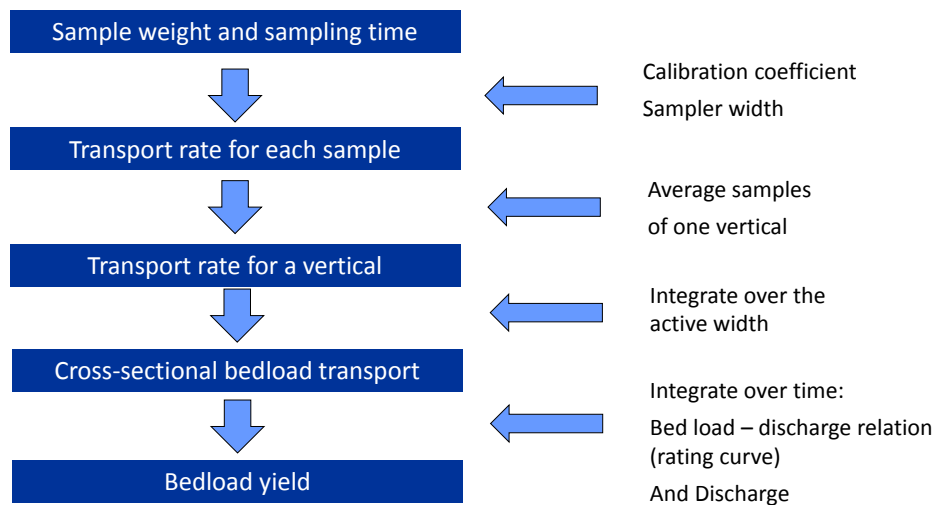 Sample weight and sampling time
Calibration coefficient
Sampler width
Transport rate for each sample
Average samples
of one vertical
Transport rate for a vertical
Integrate over the
active width
Cross-sectional bedload transport
Integrate over time:
Bed load – discharge relation
(rating curve)
And Discharge
Bedload yield